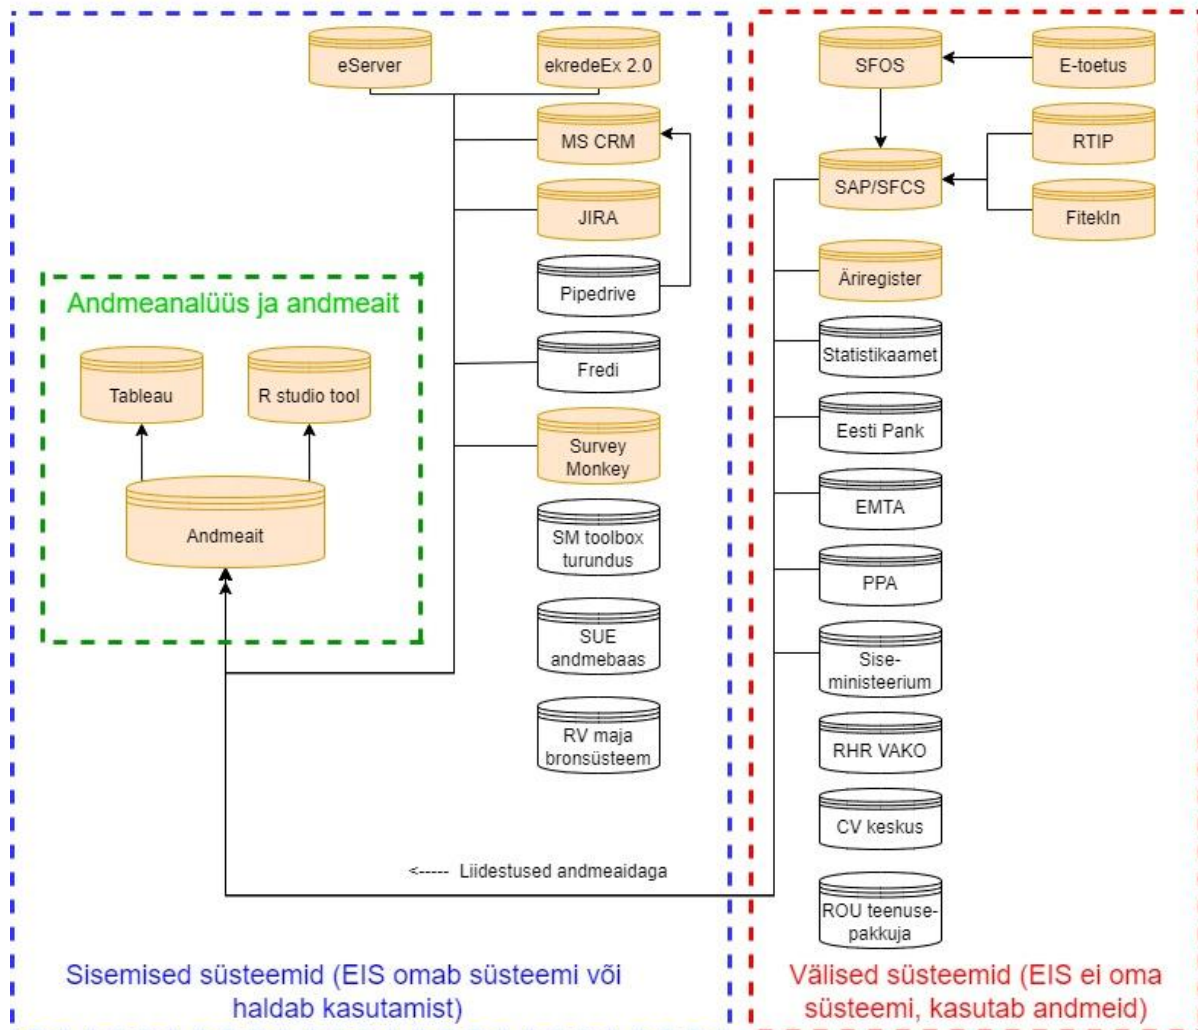 eServer
ekredeEx 2.0
MS CRM
JIRA
Pipedrive
Fredi
Survey
Monkey
SM toolbox
turundus
SUE
andmebaas
RV maja
bronsüsteem
Andmeanalüüs ja andmeait
Tableau
R studio tool
Andmeait
<----- Liidestused andmeaidaga
Sisemised süsteemid (EIS omab süsteemi või
haldab kasutamist)
SFOS
E-toetus
SAP/SFCS
RTIP
FitekIn
Äriregister
Statistikaamet
Eesti Pank
EMTA
PPA
Sise-
ministeerium
RHR VAKO
CV keskus
ROU teenuse-
pakkuja
Välised süsteemid (EIS ei oma
süsteemi, kasutab andmeid)